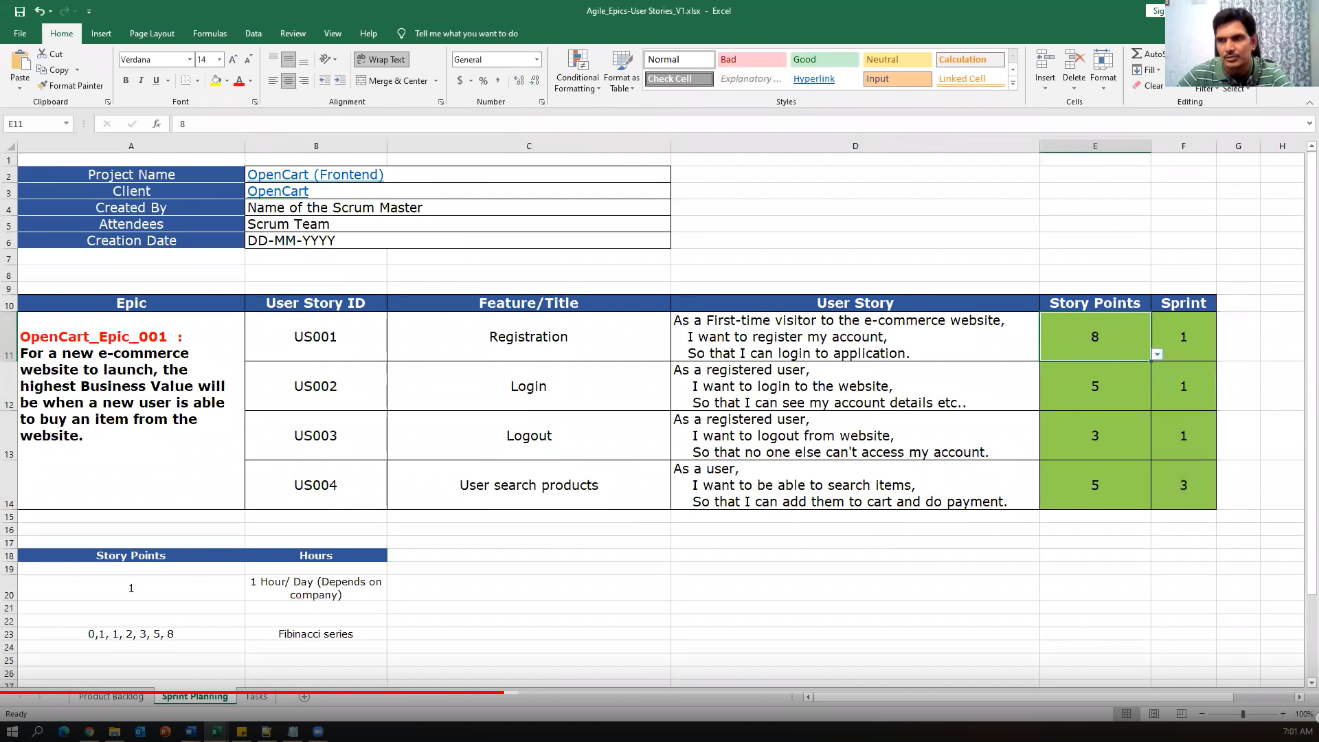 Agile_Epics-User Stories_V1.xlsx - Excel
File Home Insert Page Layout Formulas Data Review View Help Tell me what you want to do
Paste
Cut
Copy
Format Painter
Clipboard
Verdana 14
B I U
Font
Wrap Text
Merge & Center
Alignment
General
$ % ,
Number
Conditional Formatting
Format as Table
Normal Bad Good Neutral Calculation
Check Cell Explanatory ... Hyperlink Input Linked Cell
Styles
Insert Delete Format
Cells
Fill
Clear
Editing
E11 fx 8
A B C D E F G H
1
2 Project Name OpenCart (Frontend)
3 Client OpenCart
4 Created By Name of the Scrum Master
5 Attendees Scrum Team
6 Creation Date DD-MM-YYYY
7
8
9
10 Epic User Story ID Feature/Title User Story Story Points Sprint
OpenCart_Epic_001 :
For a new e-commerce
website to launch, the
highest Business Value will
be when a new user is able
to buy an item from the
website.
11 US001 Registration
As a First-time visitor to the e-commerce website,
I want to register my account,
So that I can login to application.
8 1
12 US002 Login
As a registered user,
I want to login to the website,
So that I can see my account details etc..
5 1
13 US003 Logout
As a registered user,
I want to logout from website,
So that no one else can't access my account.
3 1
14 US004 User search products
As a user,
I want to be able to search items,
So that I can add them to cart and do payment.
5 3
15
16
17
18 Story Points Hours
19
20 1 1 Hour/ Day (Depends on
company)
21
22
23 0,1, 1, 2, 3, 5, 8 Fibinacci series
24
25
26
Product Backlog Sprint Planning Tasks
Ready
100%
7:01 AM